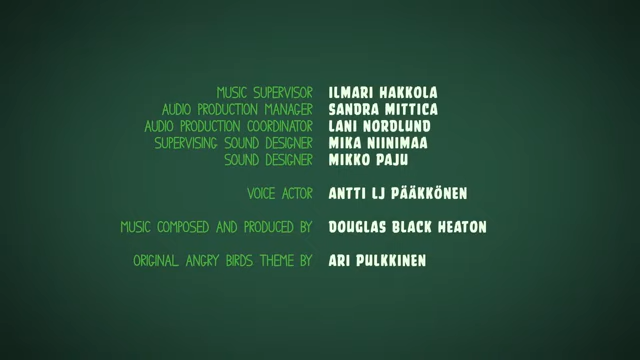 MUSIC SUPERVISOR ILMARI HAKKOLA
AUDIO PRODUCTION MANAGER SANDRA MITTICA
AUDIO PRODUCTION COORDINATOR LANI NORDLUND
SUPERVISING SOUND DESIGNER MIKA NIINIMAA
SOUND DESIGNER MIKKO PAJU
VOICE ACTOR ANTTI LJ PÄÄKKÖNEN
MUSIC COMPOSED AND PRODUCED BY DOUGLAS BLACK HEATON
ORIGINAL ANGRY BIRDS THEME BY ARI PULKKINEN